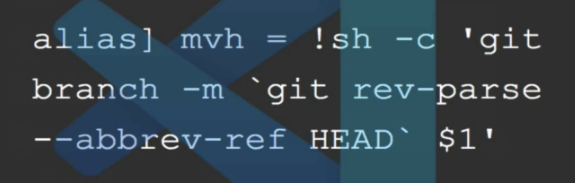 alias] mvh = !sh -c 'git
branch -m `git rev-parse
--abbrev-ref HEAD` $1'